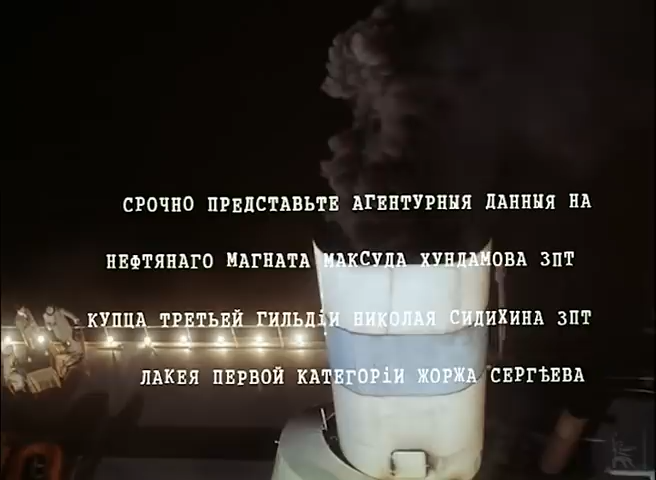 СРОЧНО ПРЕДСТАВЬТЕ АГЕНТУРНЫЯ ДАННЫЯ НА
НЕФТЯНАГО МАГНАТА МАКСУДА ХУНДАМОВА ЗПТ
КУПЦА ТРЕТЬЕЙ ГИЛЬДІИ НИКОЛАЯ СИДИХИНА ЗПТ
ЛАКЕЯ ПЕРВОЙ КАТЕГОРІИ ЖОРЖА СЕРГѢЕВА